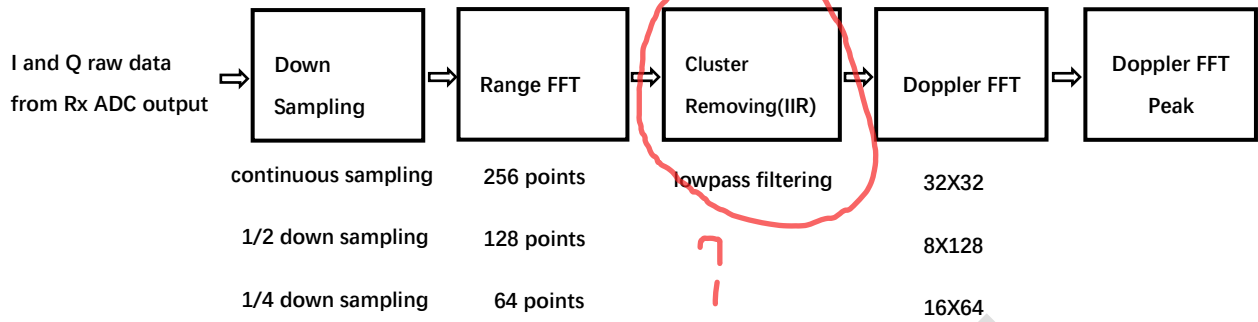 I and Q raw data
from Rx ADC output
Down
Sampling
Range FFT
Cluster
Removing(IIR)
Doppler FFT
Doppler FFT
Peak
continuous sampling
256 points
lowpass filtering
32X32
1/2 down sampling
128 points
8X128
1/4 down sampling
64 points
16X64